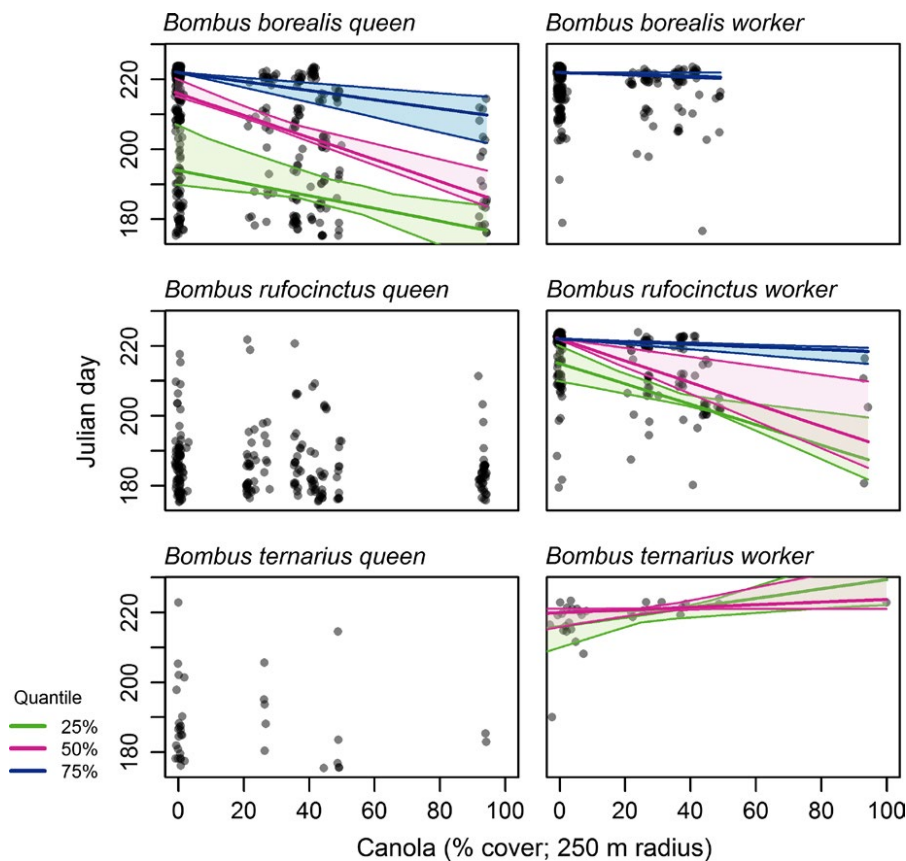 Bombus borealis queen
Bombus borealis worker
220
200
180
Bombus rufocinctus queen
Bombus rufocinctus worker
Julian day
220
200
180
Bombus ternarius queen
Bombus ternarius worker
220
200
180
Quantile
25%
50%
75%
0 20 40 60 80 100
0 20 40 60 80 100
Canola (% cover; 250 m radius)